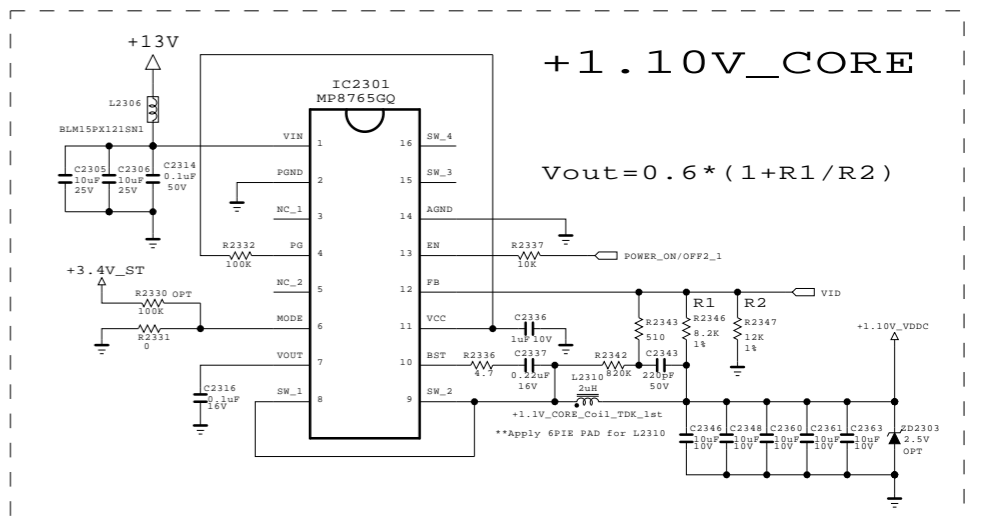 +13V
+1.10V_CORE
IC2301
MP8765GQ
L2306
BLM15PX121SN1
VIN
1
16
SW_4
C2305
10uF
25V
C2306
10uF
25V
C2314
0.1uF
50V
PGND
2
15
SW_3
Vout=0.6*(1+R1/R2)
NC_1
3
14
AGND
R2332
100K
PG
4
13
EN
R2337
10K
POWER_ON/OFF2_1
+3.4V_ST
NC_2
5
12
FB
VID
R2330
OPT
100K
R1
R2
MODE
6
11
VCC
C2336
1uF 10V
R2343
510
R2346
8.2K
1%
R2347
12K
1%
+1.10V_VDDC
R2331
0
VOUT
7
10
BST
R2336
4.7
C2337
0.22uF
16V
R2342
820K
C2343
220pF
50V
C2316
0.1uF
16V
SW_1
8
9
SW_2
L2310
2uH
+1.1V_CORE_Coil_TDK_1st
**Apply 6PIE PAD for L2310
C2346
10uF
10V
C2348
10uF
10V
C2360
10uF
10V
C2361
10uF
10V
C2363
10uF
10V
ZD2303
2.5V
OPT